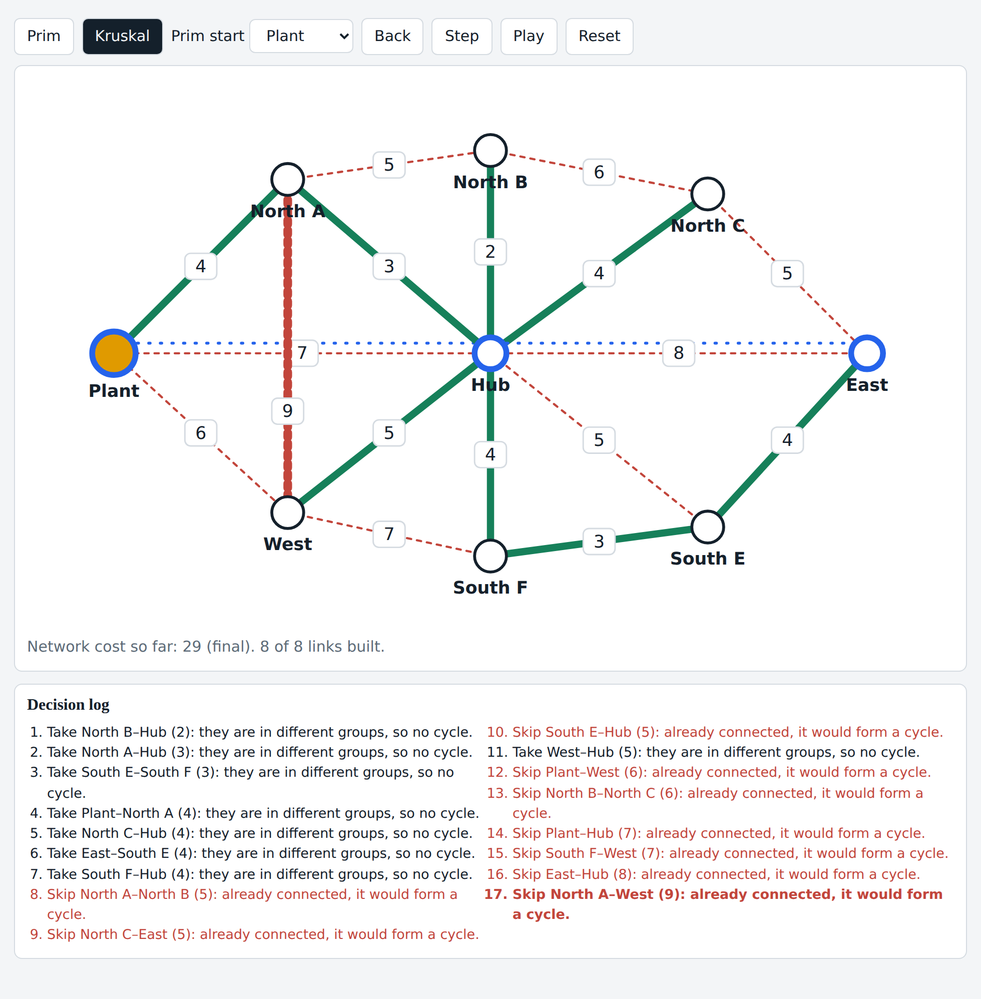 Prim Kruskal Prim start Plant Back Step Play Reset
5
North B
6
North A
North C
4
3
2
4
5
Plant
7
Hub
8
East
9
6
5
4
5
4
West
7
3
South E
South F
Network cost so far: 29 (final). 8 of 8 links built.
Decision log
1. Take North B–Hub (2): they are in different groups, so no cycle.
2. Take North A–Hub (3): they are in different groups, so no cycle.
3. Take South E–South F (3): they are in different groups, so no
cycle.
4. Take Plant–North A (4): they are in different groups, so no cycle.
5. Take North C–Hub (4): they are in different groups, so no cycle.
6. Take East–South E (4): they are in different groups, so no cycle.
7. Take South F–Hub (4): they are in different groups, so no cycle.
8. Skip North A–North B (5): already connected, it would form a
cycle.
9. Skip North C–East (5): already connected, it would form a cycle.
10. Skip South E–Hub (5): already connected, it would form a cycle.
11. Take West–Hub (5): they are in different groups, so no cycle.
12. Skip Plant–West (6): already connected, it would form a cycle.
13. Skip North B–North C (6): already connected, it would form a
cycle.
14. Skip Plant–Hub (7): already connected, it would form a cycle.
15. Skip South F–West (7): already connected, it would form a cycle.
16. Skip East–Hub (8): already connected, it would form a cycle.
17. Skip North A–West (9): already connected, it would form
a cycle.